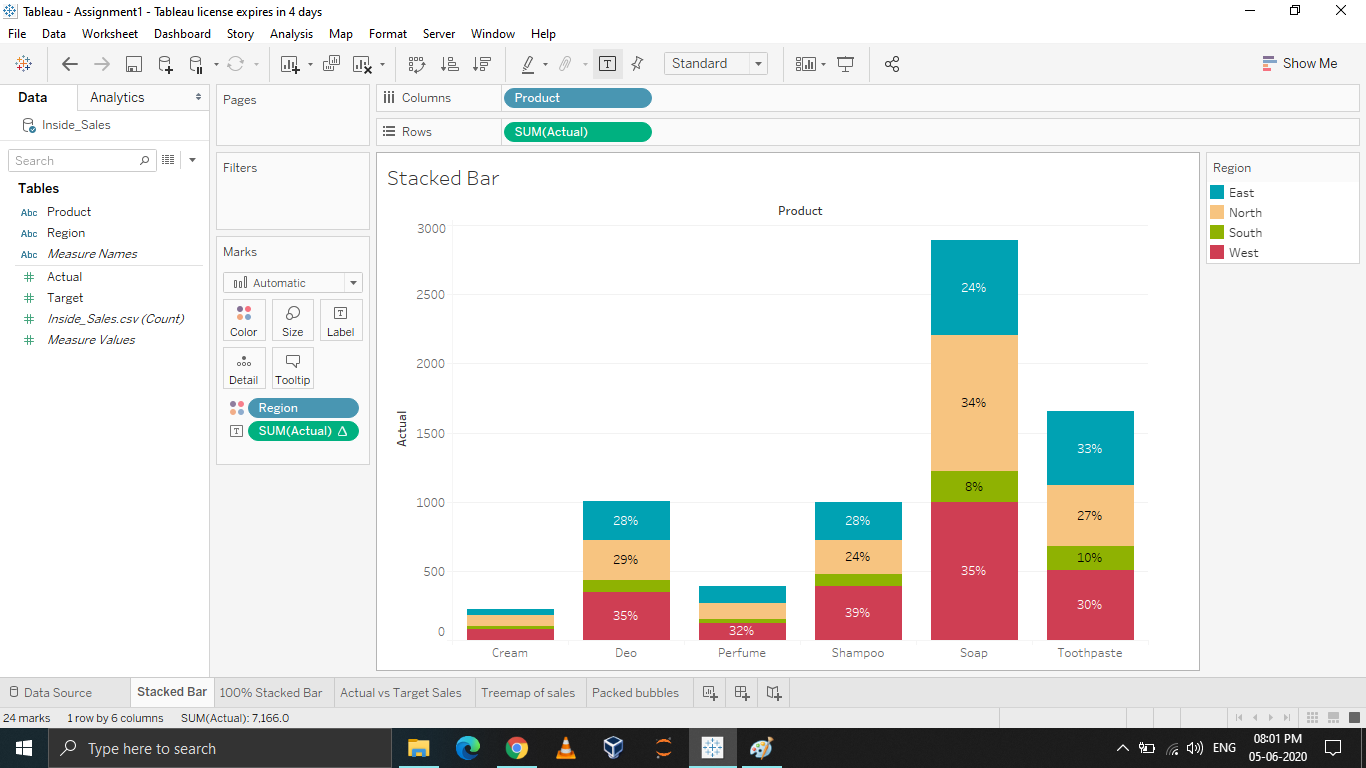 Tableau - Assignment1 - Tableau license expires in 4 days
File Data Worksheet Dashboard Story Analysis Map Format Server Window Help
Standard
Show Me
Data Analytics
Inside_Sales
Search
Tables
Abc Product
Abc Region
Abc Measure Names
# Actual
# Target
# Inside_Sales.csv (Count)
# Measure Values
Pages
Filters
Marks
Automatic
Color Size Label
Detail Tooltip
Region
SUM(Actual) Δ
Columns Product
Rows SUM(Actual)
Stacked Bar
Product
Actual
3000
2500
2000
1500
1000
500
0
28%
29%
35%
32%
28%
24%
39%
24%
34%
8%
35%
33%
27%
10%
30%
Cream Deo Perfume Shampoo Soap Toothpaste
Region
East
North
South
West
Data Source Stacked Bar 100% Stacked Bar Actual vs Target Sales Treemap of sales Packed bubbles
24 marks 1 row by 6 columns SUM(Actual): 7,166.0
Type here to search
ENG
08:01 PM
05-06-2020